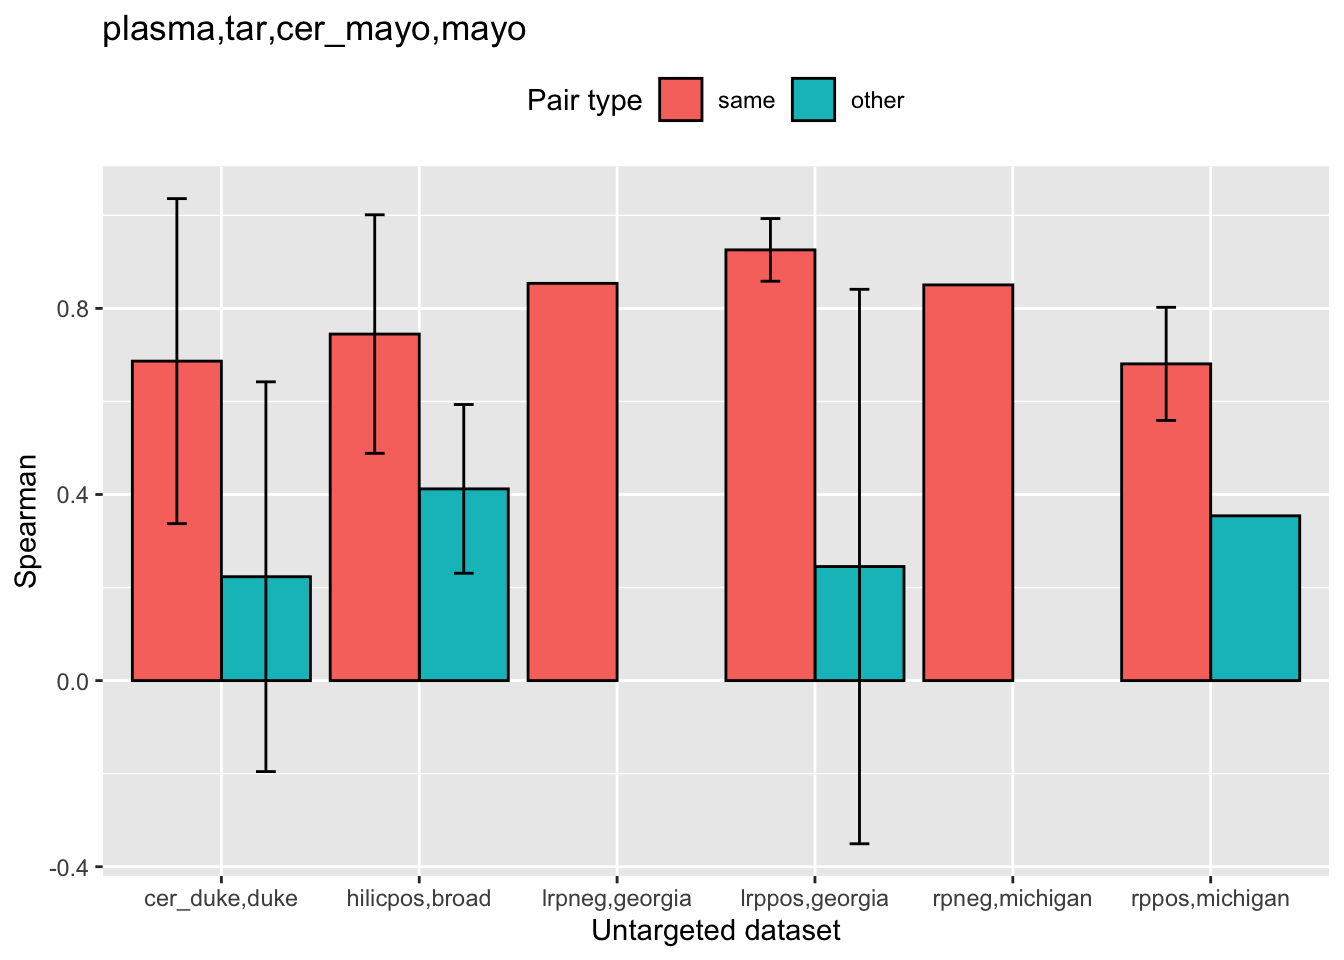 plasma,tar,cer_mayo,mayo
Pair type same other
Spearman
0.8
0.4
0.0
-0.4
cer_duke,duke hilicpos,broad lrpneg,georgia lrppos,georgia rpneg,michigan rppos,michigan
Untargeted dataset